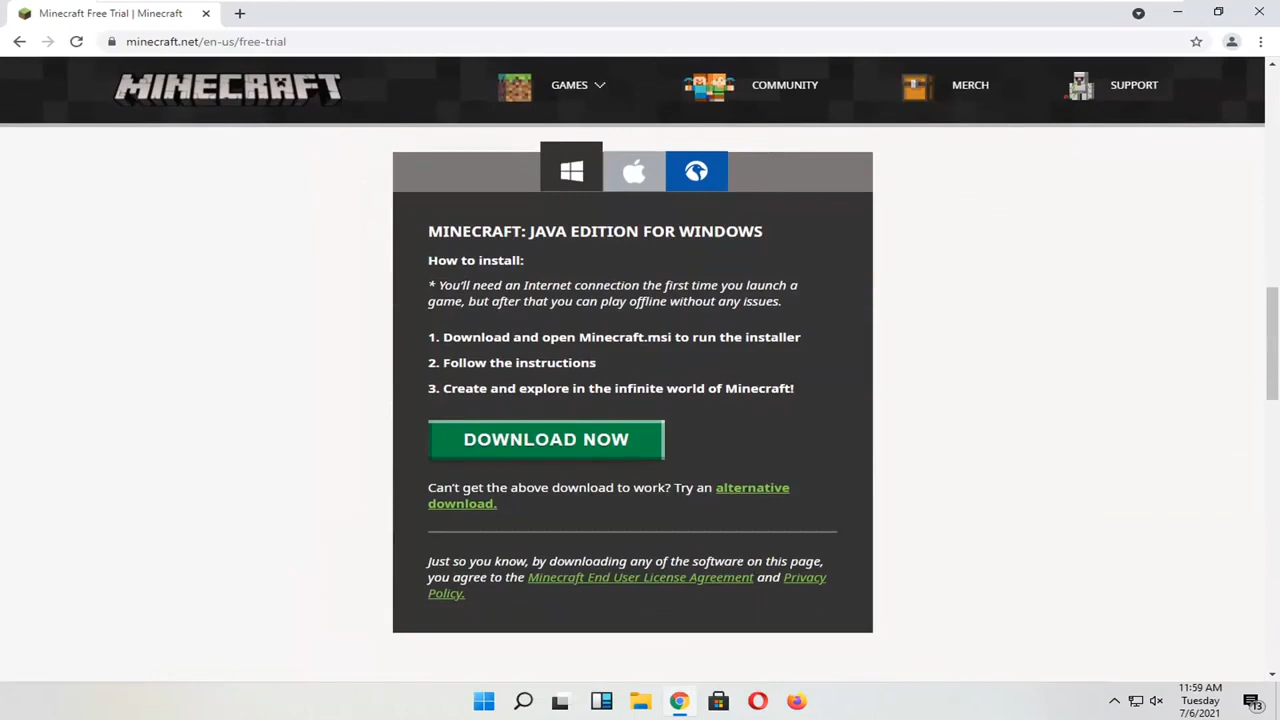 Minecraft Free Trial | Minecraft
minecraft.net/en-us/free-trial
MINECRAFT
GAMES
COMMUNITY
MERCH
SUPPORT
MINECRAFT: JAVA EDITION FOR WINDOWS
How to install:
* You'll need an Internet connection the first time you launch a
game, but after that you can play offline without any issues.
1. Download and open Minecraft.msi to run the installer
2. Follow the instructions
3. Create and explore in the infinite world of Minecraft!
DOWNLOAD NOW
Can't get the above download to work? Try an alternative
download.
Just so you know, by downloading any of the software on this page,
you agree to the Minecraft End User License Agreement and Privacy
Policy.
11:59 AM
Tuesday
7/6/2021
13